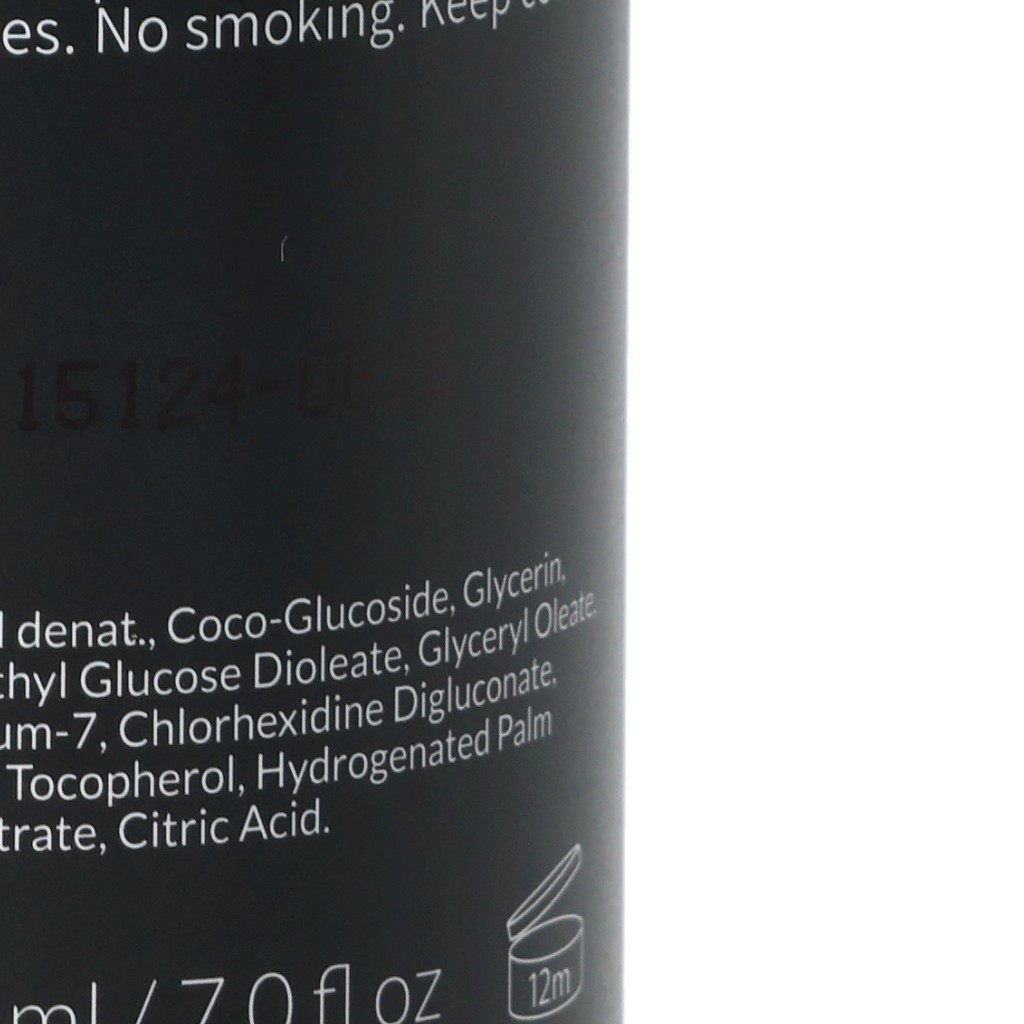 es. No smoking. Keep
15124-0
l denat., Coco-Glucoside, Glycerin,
thyl Glucose Dioleate, Glyceryl Oleate,
um-7, Chlorhexidine Digluconate,
Tocopherol, Hydrogenated Palm
trate, Citric Acid.
12m
ml / 7.0 fl oz